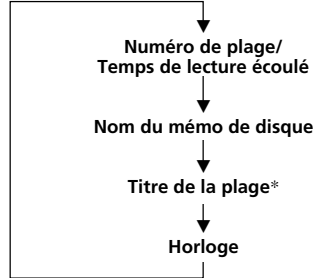 Numéro de plage/
Temps de lecture écoulé
Nom du mémo de disque
Titre de la plage*
Horloge